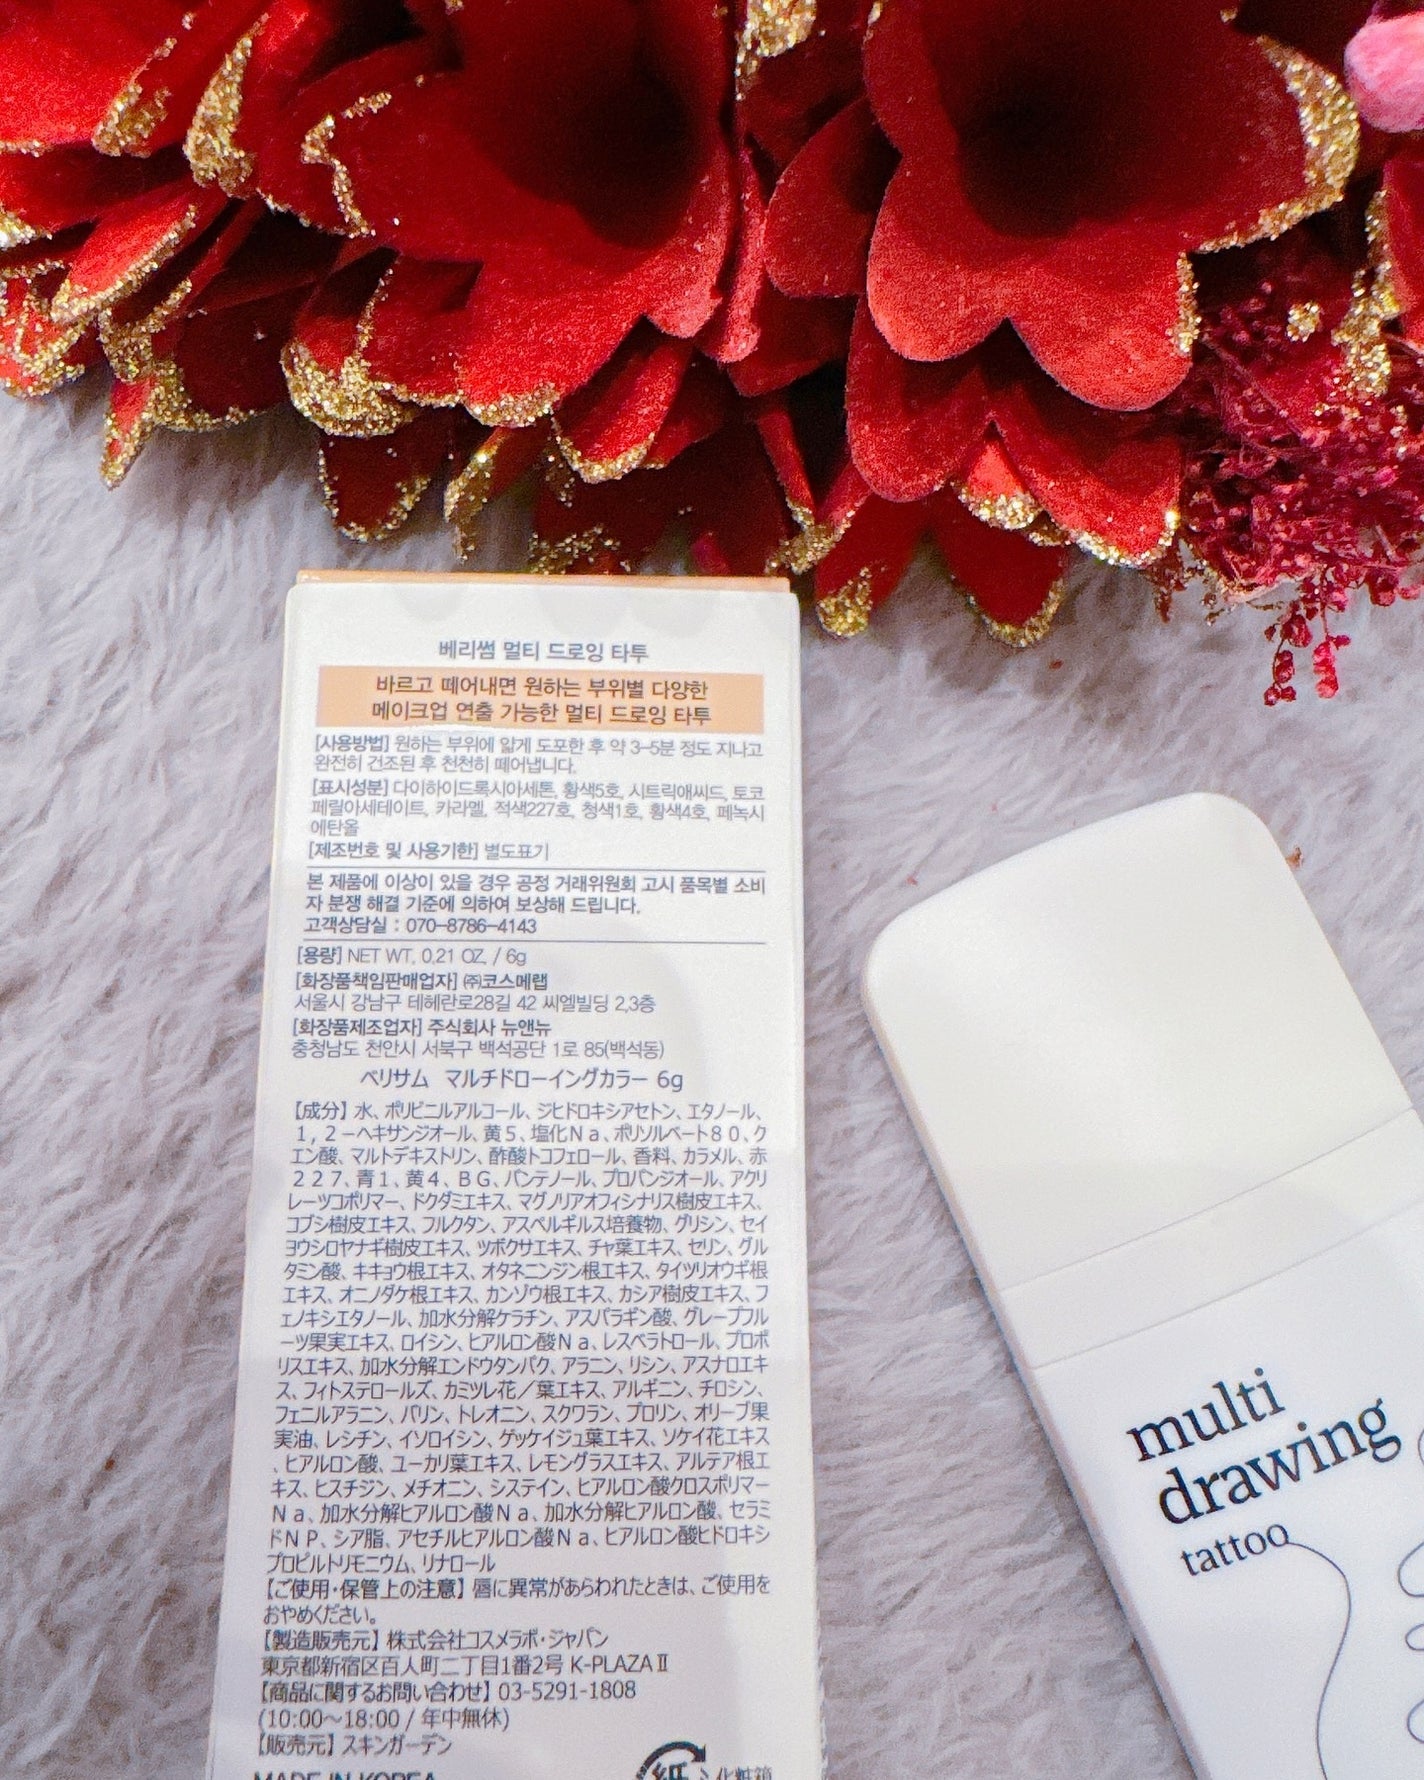 베리썸 멀티 드로잉 타투
바르고 떼어내면 원하는 부위별 다양한
메이크업 연출 가능한 멀티 드로잉 타투
[사용방법] 원하는 부위에 얇게 도포한 후 약 3-5분 정도 지나고
완전히 건조된 후 천천히 떼어냅니다.
[표시성분] 다이하이드록시아세톤, 황색5호, 시트릭애씨드, 토코
페릴아세테이트, 카라멜, 적색227호, 청색1호, 황색4호, 페녹시
에탄올
[제조번호 및 사용기한] 별도표기
본 제품에 이상이 있을 경우 공정 거래위원회 고시 품목별 소비
자 분쟁 해결 기준에 의하여 보상해 드립니다.
고객상담실 : 070-8786-4143
[용량] NET WT. 0.21 OZ. / 6g
[화장품책임판매업자] ㈜코스메랩
서울시 강남구 테헤란로28길 42 씨엘빌딩 2,3층
[화장품제조업자] 주식회사 뉴앤뉴
충청남도 천안시 서북구 백석공단 1로 85(백석동)
ベリサム マルチドローイングカラー 6g
【成分】水、ポリビニルアルコール、ジヒドロキシアセトン、エタノール、
1,2-ヘキサンジオール、黄5、塩化Na、ポリソルベート80、ク
エン酸、マルトデキストリン、酢酸トコフェロール、香料、カラメル、赤
227、青1、黄4、BG、パンテノール、プロパンジオール、アクリ
レーツコポリマー、ドクダミエキス、マグノリアオフィシナリス樹皮エキス、
コブシ樹皮エキス、フルクタン、アスペルギルス培養物、グリシン、セイ
ヨウシロヤナギ樹皮エキス、ツボクサエキス、チャ葉エキス、セリン、グル
タミン酸、キキョウ根エキス、オタネニンジン根エキス、タイツリオウギ根
エキス、オニノダケ根エキス、カンゾウ根エキス、カシア樹皮エキス、フ
ェノキシエタノール、加水分解ケラチン、アスパラギン酸、グレープフル
ーツ果実エキス、ロイシン、ヒアルロン酸Na、レスベラトロール、プロポ
リスエキス、加水分解エンドウタンパク、アラニン、リシン、アスナロエキ
ス、フィトステロールズ、カミツレ花/葉エキス、アルギニン、チロシン、
フェニルアラニン、バリン、トレオニン、スクワラン、プロリン、オリーブ果
実油、レシチン、イソロイシン、ゲッケイジュ葉エキス、ソケイ花エキス
、ヒアルロン酸、ユーカリ葉エキス、レモングラスエキス、アルテア根エ
キス、ヒスチジン、メチオニン、システイン、ヒアルロン酸クロスポリマー
Na、加水分解ヒアルロン酸Na、加水分解ヒアルロン酸、セラミ
ドNP、シア脂、アセチルヒアルロン酸Na、ヒアルロン酸ヒドロキシ
プロピルトリモニウム、リナロール
【ご使用・保管上の注意】唇に異常があらわれたときは、ご使用を
おやめください。
【製造販売元】株式会社コスメラボ・ジャパン
東京都新宿区百人町二丁目1番2号 K-PLAZAⅡ
【商品に関するお問い合わせ】03-5291-1808
(10:00～18:00 / 年中無休)
【販売元】スキンガーデン
MADE IN KOREA
紙 化粧箱
multi
drawing
tattoo